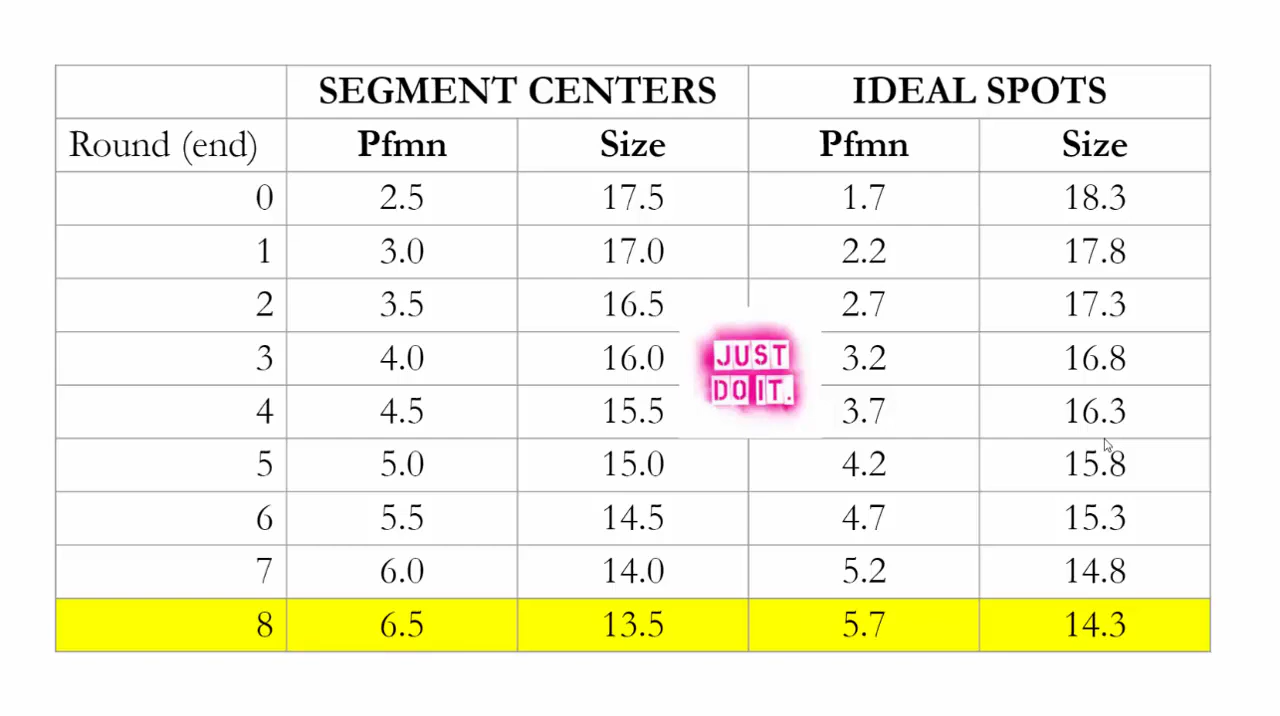 SEGMENT CENTERS IDEAL SPOTS
Round (end) Pfmn Size Pfmn Size
0 2.5 17.5 1.7 18.3
1 3.0 17.0 2.2 17.8
2 3.5 16.5 2.7 17.3
3 4.0 16.0 3.2 16.8
4 4.5 15.5 3.7 16.3
5 5.0 15.0 4.2 15.8
6 5.5 14.5 4.7 15.3
7 6.0 14.0 5.2 14.8
8 6.5 13.5 5.7 14.3
JUST
DO IT.